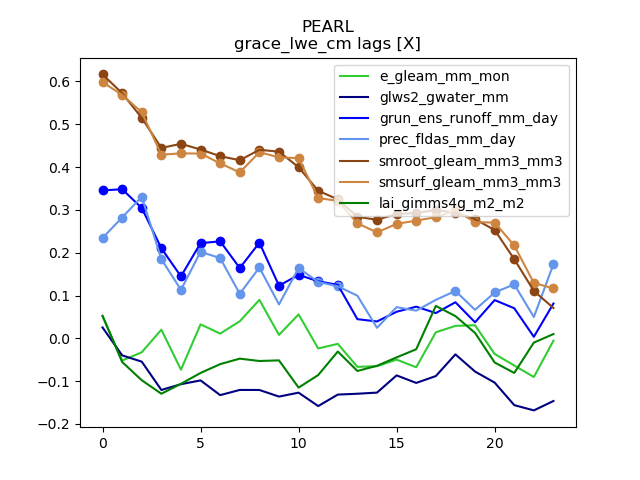 PEARL
grace_lwe_cm lags [X]
e_gleam_mm_mon
glws2_gwater_mm
grun_ens_runoff_mm_day
prec_fldas_mm_day
smroot_gleam_mm3_mm3
smsurf_gleam_mm3_mm3
lai_gimms4g_m2_m2
0.6
0.5
0.4
0.3
0.2
0.1
0.0
−0.1
−0.2
0 5 10 15 20